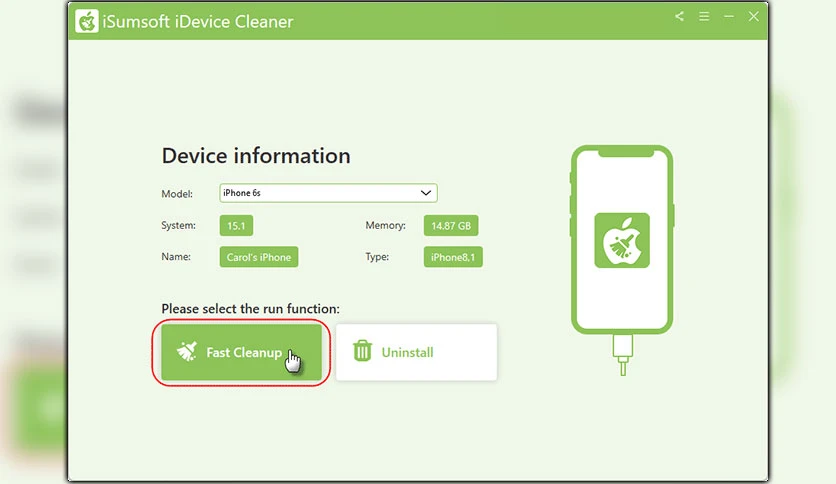 iSumsoft iDevice Cleaner
Device information
Model: iPhone 6s
System: 15.1 Memory: 14.87 GB
Name: Carol's iPhone Type: iPhone8,1
Please select the run function:
Fast Cleanup Uninstall